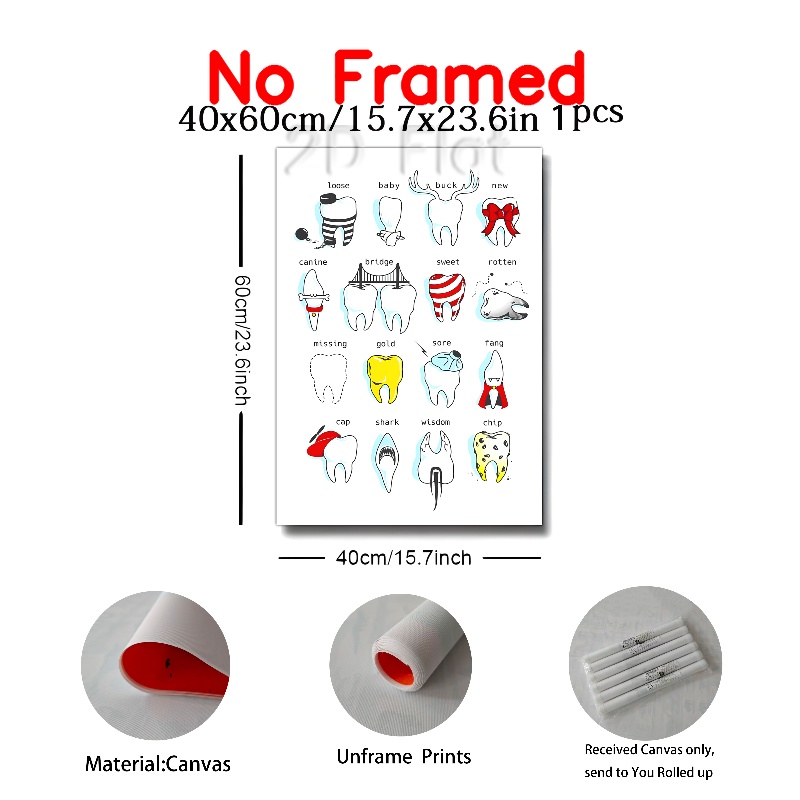 No Framed
40x60cm/15.7x23.6in 1pcs
2D Flat
loose baby buck new
canine bridge sweet rotten
missing gold sore fang
cap shark wisdom chip
60cm/23.6inch
40cm/15.7inch
Material:Canvas
Unframe Prints
Received Canvas only,
send to You Rolled up